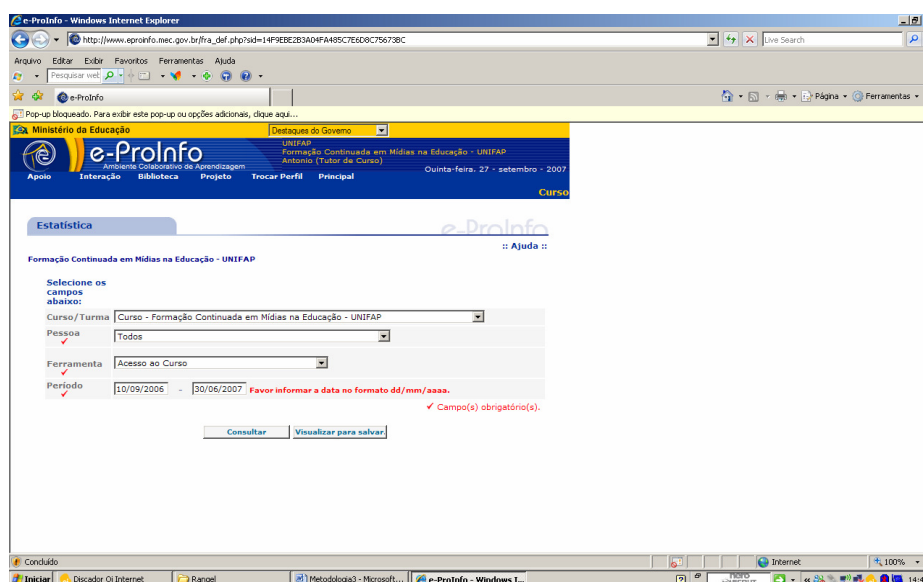 e-ProInfo - Windows Internet Explorer
http://www.eproinfo.mec.gov.br/fra_def.php?sid=14F9EBE2B3A04FA485C7E6D8C75673BC
Live Search
Arquivo Editar Exibir Favoritos Ferramentas Ajuda
Pesquisar web
e-ProInfo
Página Ferramentas
Pop-up bloqueado. Para exibir este pop-up ou opções adicionais, clique aqui...
Ministério da Educação Destaques do Governo
e-ProInfo
Ambiente Colaborativo de Aprendizagem
UNIFAP
Formação Continuada em Mídias na Educação - UNIFAP
Antonio (Tutor de Curso)
Quinta-feira, 27 - setembro - 2007
Apoio Interação Biblioteca Projeto Trocar Perfil Principal
Curso
Estatística
e-ProInfo
:: Ajuda ::
Formação Continuada em Mídias na Educação - UNIFAP
Selecione os
campos
abaixo:
Curso/Turma Curso - Formação Continuada em Mídias na Educação - UNIFAP
Pessoa Todos
Ferramenta Acesso ao Curso
Período 10/09/2006 - 30/06/2007 Favor informar a data no formato dd/mm/aaaa.
Campo(s) obrigatório(s).
Consultar Visualizar para salvar.
Concluído Internet 100%
Iniciar Discador Oi Internet Rangel Metodologia3 - Microsoft... e-ProInfo - Windows I... nero